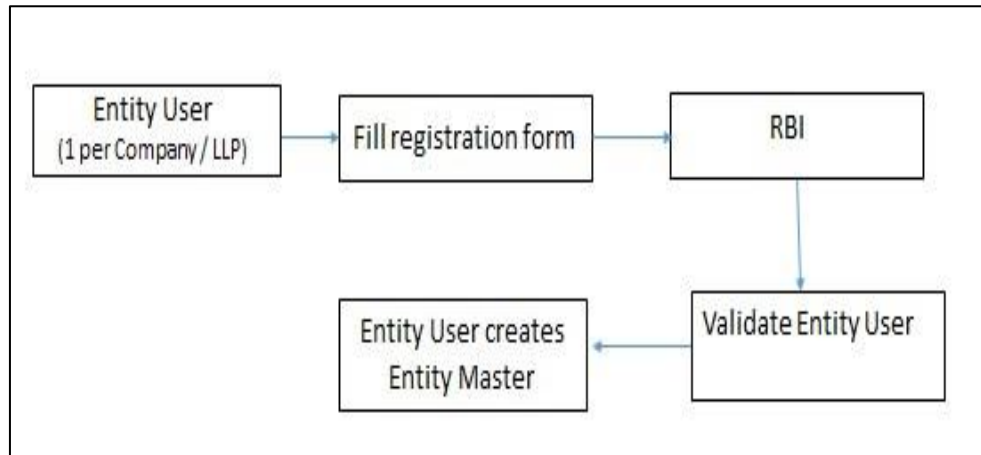 Entity User
(1 per Company / LLP)
Fill registration form
RBI
Entity User creates
Entity Master
Validate Entity User